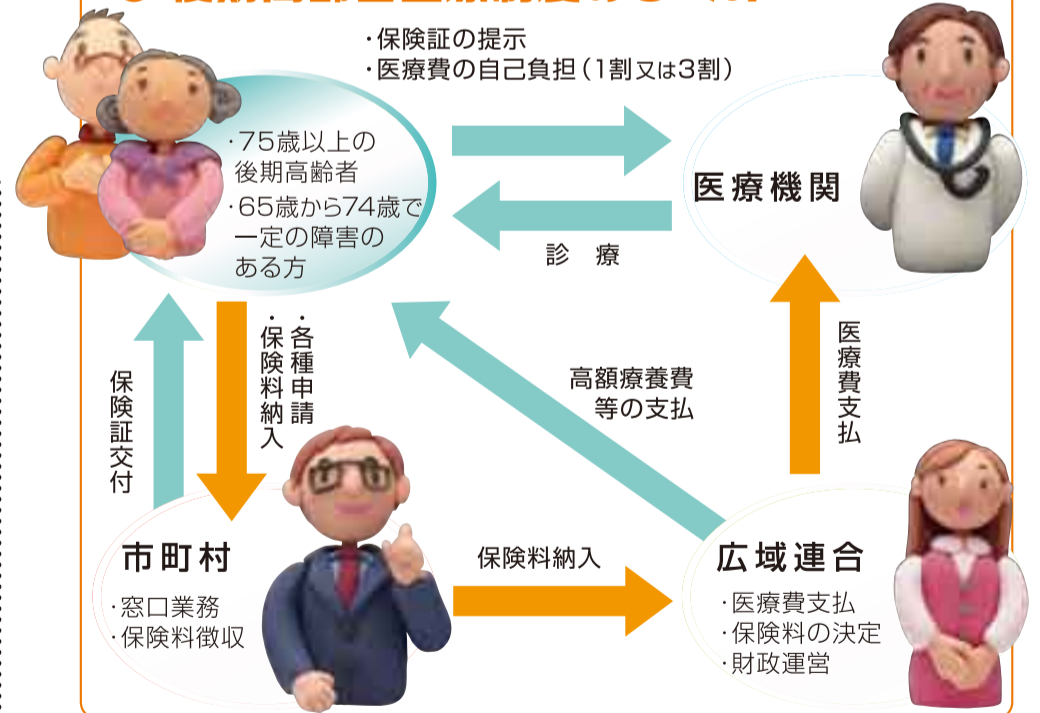 ・保険証の提示
・医療費の自己負担（1割又は3割）
・75歳以上の
後期高齢者
・65歳から74歳で
一定の障害の
ある方
医療機関
診 療
保険証交付
・各種申請
・保険料納入
高額療養費
等の支払
医療費支払
市町村
・窓口業務
・保険料徴収
保険料納入
広域連合
・医療費支払
・保険料の決定
・財政運営